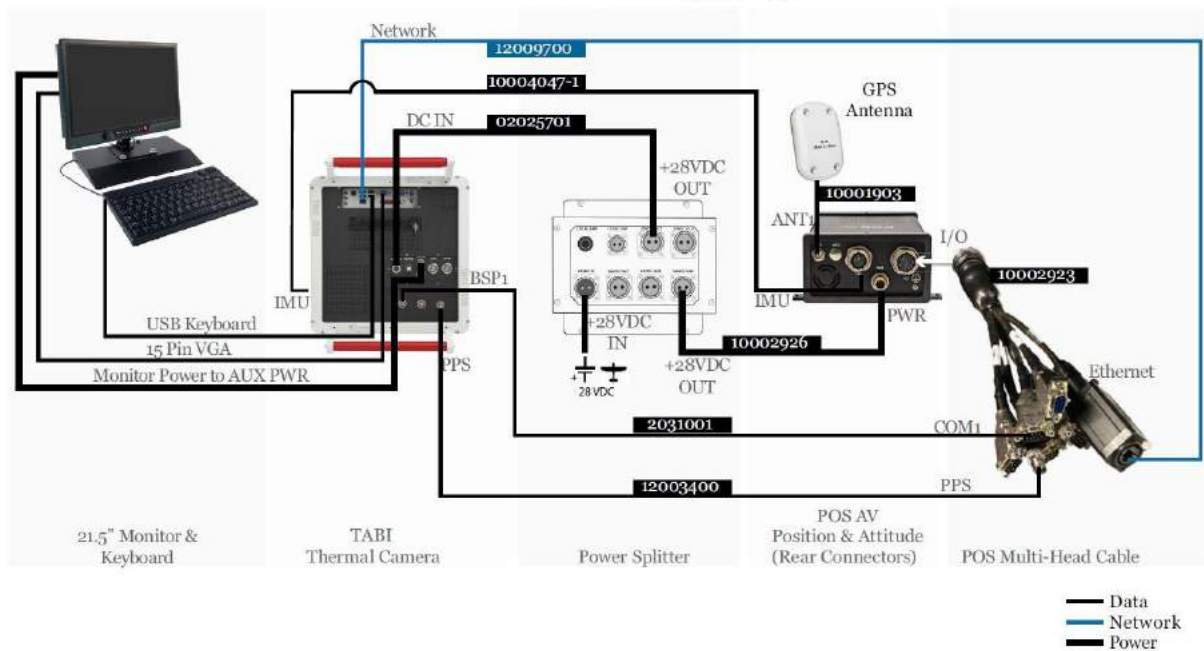 Network
12009700
10004047-1
GPS
Antenna
DC IN
02025701
+28VDC
OUT
10001903
ANT1
I/O
10002923
IMU
BSP1
IMU
PWR
USB Keyboard
+28VDC
IN
10002926
15 Pin VGA
PPS
+28VDC
OUT
Monitor Power to AUX PWR
28 VDC
Ethernet
2031001
COM1
12003400
PPS
21.5" Monitor &
Keyboard
TABI
Thermal Camera
Power Splitter
POS AV
Position & Attitude
(Rear Connectors)
POS Multi-Head Cable
Data
Network
Power